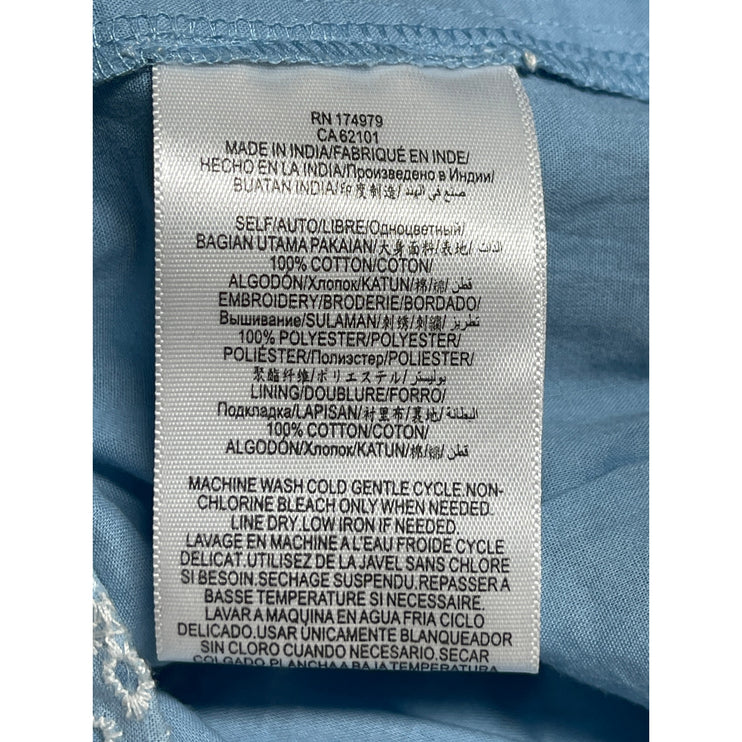 RN 174979
CA 62101
MADE IN INDIA/FABRIQUÉ EN INDE/
HECHO EN LA INDIA/Произведено в Индии/
BUATAN INDIA/印度制造/صنع في الهند/
SELF/AUTO/LIBRE/Одноцветный/
BAGIAN UTAMA PAKAIAN/大身面料/表地/الذات
100% COTTON/COTON/
ALGODÓN/Хлопок/KATUN/棉/綿/قطن
EMBROIDERY/BRODERIE/BORDADO/
Вышивание/SULAMAN/刺绣/刺繍/تطريز
100% POLYESTER/POLYESTER/
POLIÉSTER/Полиэстер/POLIESTER/
聚酯纤维/ポリエステル/بوليستر
LINING/DOUBLURE/FORRO/
Подкладка/LAPISAN/衬里布/裏地/البطانة
100% COTTON/COTON/
ALGODÓN/Хлопок/KATUN/棉/綿/قطن
MACHINE WASH COLD GENTLE CYCLE.NON-
CHLORINE BLEACH ONLY WHEN NEEDED.
LINE DRY.LOW IRON IF NEEDED.
LAVAGE EN MACHINE A L'EAU FROIDE CYCLE
DELICAT.UTILISEZ DE LA JAVEL SANS CHLORE
SI BESOIN.SECHAGE SUSPENDU.REPASSER A
BASSE TEMPERATURE SI NECESSAIRE.
LAVAR A MAQUINA EN AGUA FRIA CICLO
DELICADO.USAR ÙNICAMENTE BLANQUEADOR
SIN CLORO CUANDO NECESARIO.SECAR
COLGADO.PLANCHA A BAJA TEMPERATURA